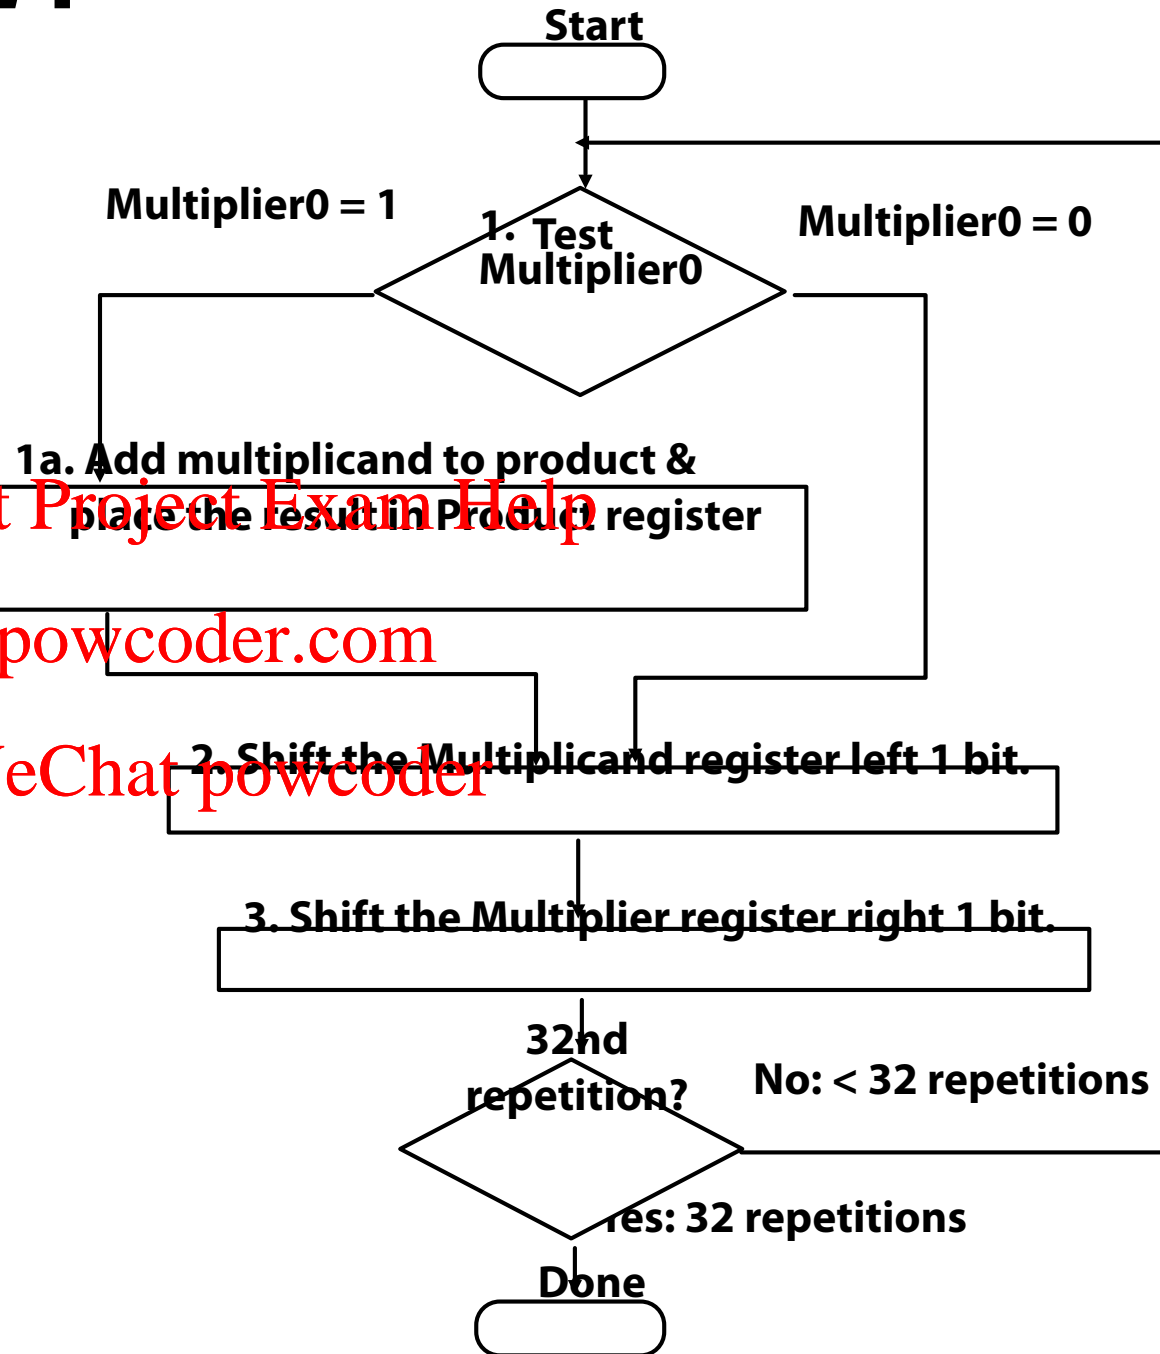 Start
Multiplier0 = 1
1. Test
Multiplier0
Multiplier0 = 0
1a. Add multiplicand to product &
place the result in Product register
t Project Exam Help
powcoder.com
2. Shift the Multiplicand register left 1 bit.
eChat powcoder
3. Shift the Multiplier register right 1 bit.
32nd
repetition?
No: < 32 repetitions
Yes: 32 repetitions
Done